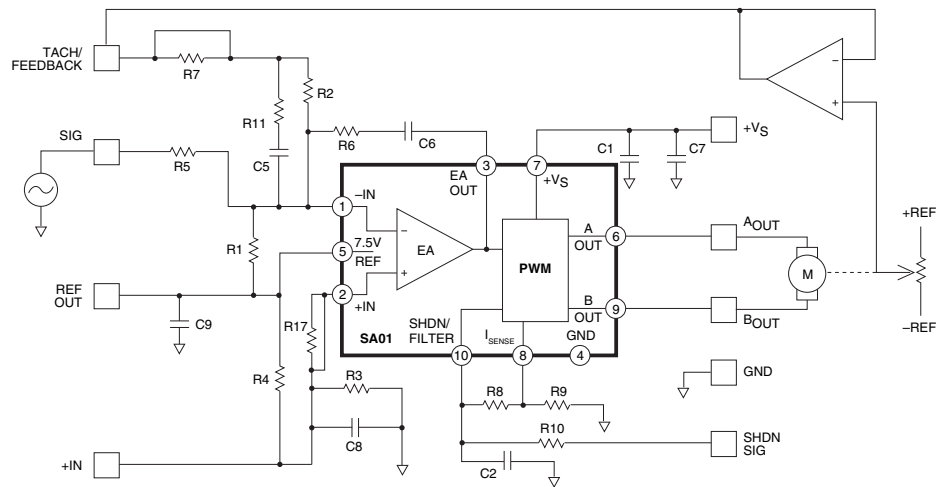 TACH/
FEEDBACK
R7
R2
R11
C5
SIG
R5
R6
C6
C1
C7
+VS
–
+
3
EA
OUT
7
+VS
1
–IN
–
EA
+
5
7.5V
REF
2
+IN
PWM
A
OUT
6
AOUT
M
+REF
–REF
B
OUT
9
BOUT
R1
REF
OUT
C9
R17
SHDN/
FILTER
ISENSE
GND
SA01
10
8
4
R4
R3
C8
R8
R9
GND
R10
SHDN
SIG
C2
+IN